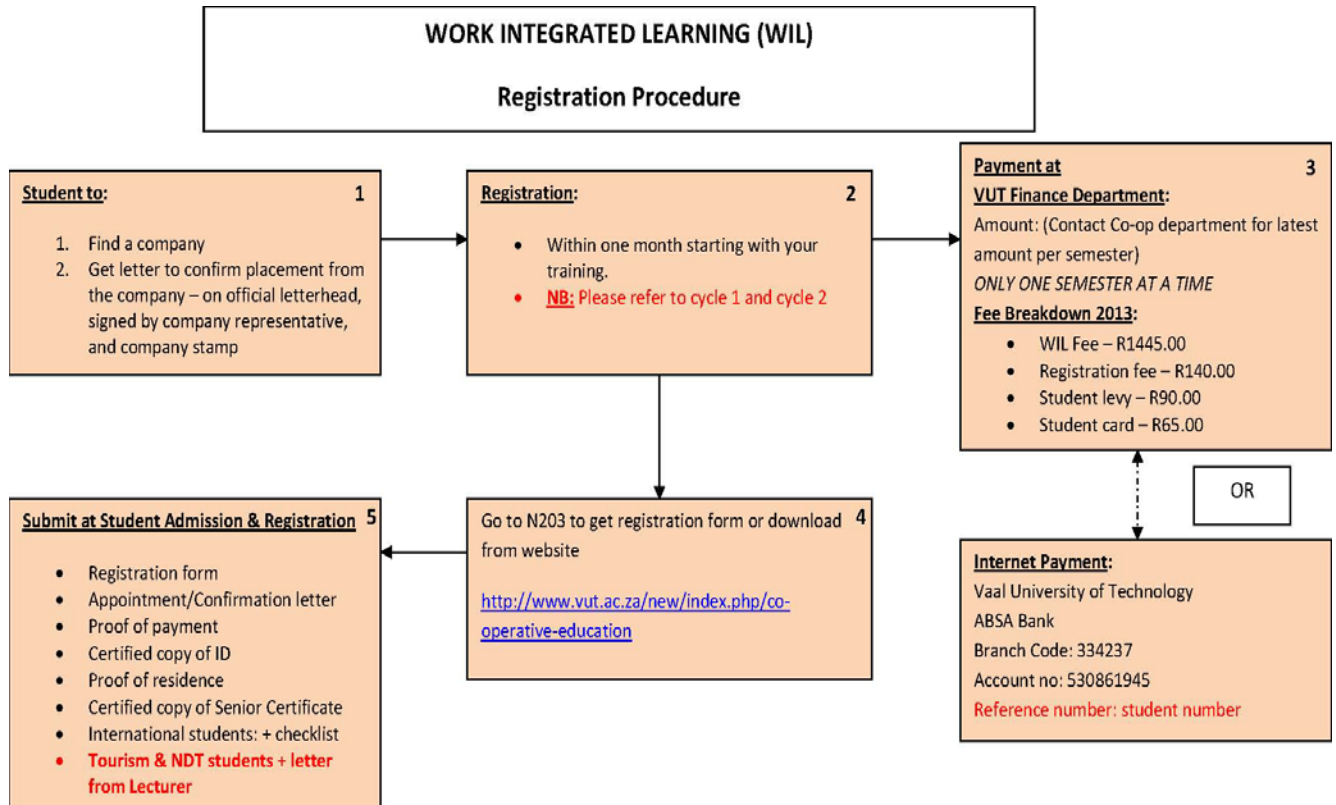 WORK INTEGRATED LEARNING (WIL)
Registration Procedure
Student to: 1
1. Find a company
2. Get letter to confirm placement from
the company – on official letterhead,
signed by company representative,
and company stamp
Registration: 2
• Within one month starting with your
training.
• NB: Please refer to cycle 1 and cycle 2
Payment at 3
VUT Finance Department:
Amount: (Contact Co-op department for latest
amount per semester)
ONLY ONE SEMESTER AT A TIME
Fee Breakdown 2013:
• WIL Fee – R1445.00
• Registration fee – R140.00
• Student levy – R90.00
• Student card – R65.00
OR
Internet Payment:
Vaal University of Technology
ABSA Bank
Branch Code: 334237
Account no: 530861945
Reference number: student number
Go to N203 to get registration form or download 4
from website
http://www.vut.ac.za/new/index.php/co-
operative-education
Submit at Student Admission & Registration 5
• Registration form
• Appointment/Confirmation letter
• Proof of payment
• Certified copy of ID
• Proof of residence
• Certified copy of Senior Certificate
• International students: + checklist
• Tourism & NDT students + letter
from Lecturer